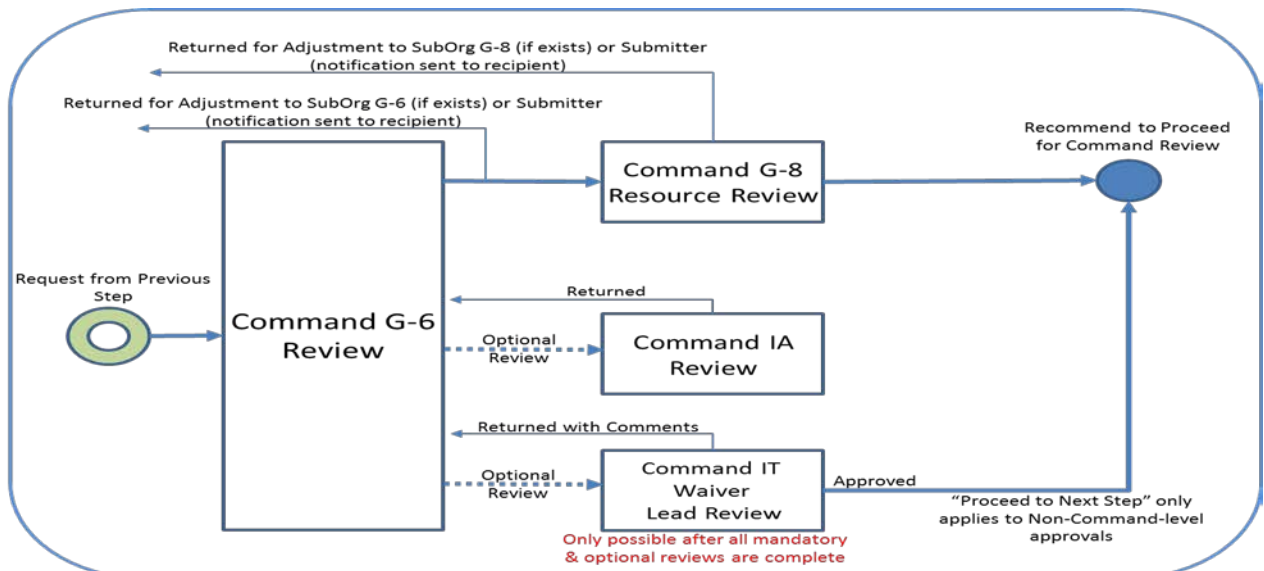 Returned for Adjustment to SubOrg G-8 (if exists) or Submitter
(notification sent to recipient)
Returned for Adjustment to SubOrg G-6 (if exists) or Submitter
(notification sent to recipient)
Recommend to Proceed
for Command Review
Command G-8
Resource Review
Request from Previous
Step
Command G-6
Review
Returned
Optional
Review
Command IA
Review
Returned with Comments
Optional
Review
Command IT
Waiver
Lead Review
Approved
“Proceed to Next Step” only
applies to Non-Command-level
approvals
Only possible after all mandatory
& optional reviews are complete